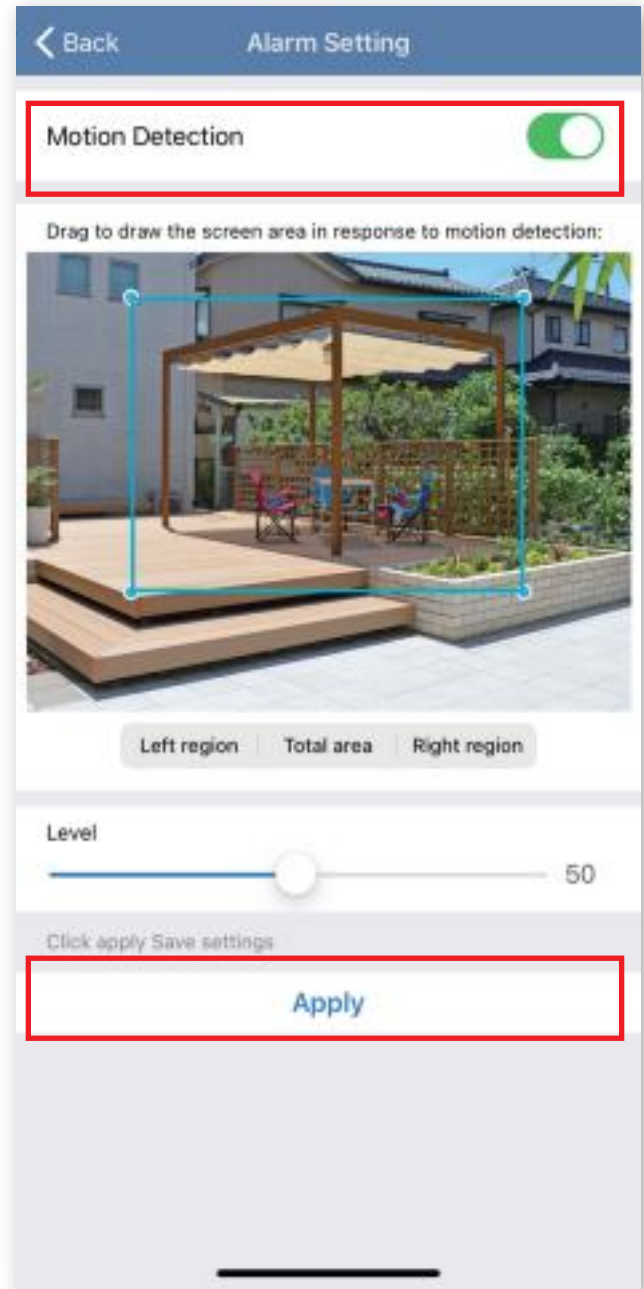 Back
Alarm Setting
Motion Detection
Drag to draw the screen area in response to motion detection:
Left region
Total area
Right region
Level
50
Click apply Save settings
Apply